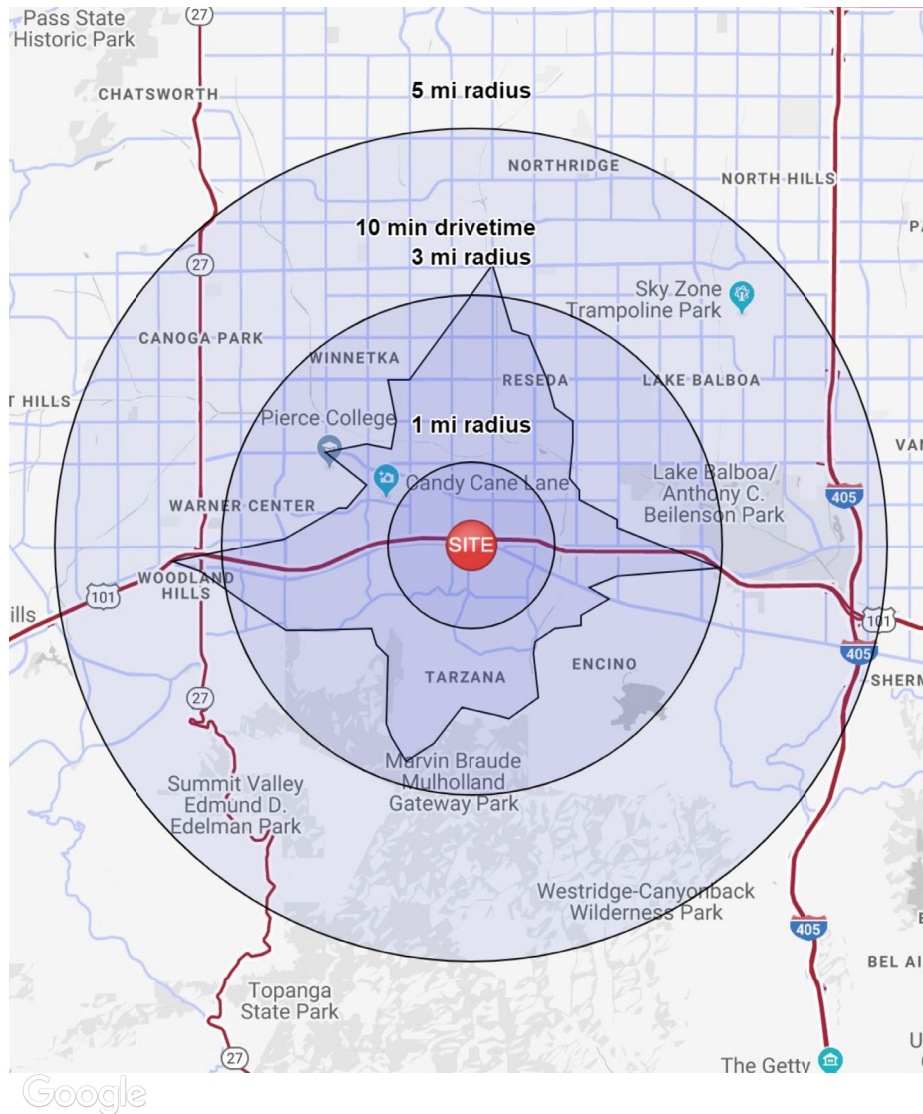 Pass State
Historic Park
27
CHATSWORTH
5 mi radius
NORTHRIDGE
NORTH HILLS
10 min drivetime
3 mi radius
27
Sky Zone
Trampoline Park
CANOGA PARK
WINNETKA
RESEDA
LAKE BALBOA
T HILLS
Pierce College
1 mi radius
VAN
Candy Cane Lane
Lake Balboa/
Anthony C.
Beilenson Park
WARNER CENTER
405
SITE
WOODLAND
HILLS
101
ills
101
405
ENCINO
TARZANA
SHERM
27
Marvin Braude
Mulholland
Gateway Park
Summit Valley
Edmund D.
Edelman Park
Westridge-Canyonback
Wilderness Park
405
BEL AI
Topanga
State Park
27
The Getty
Google